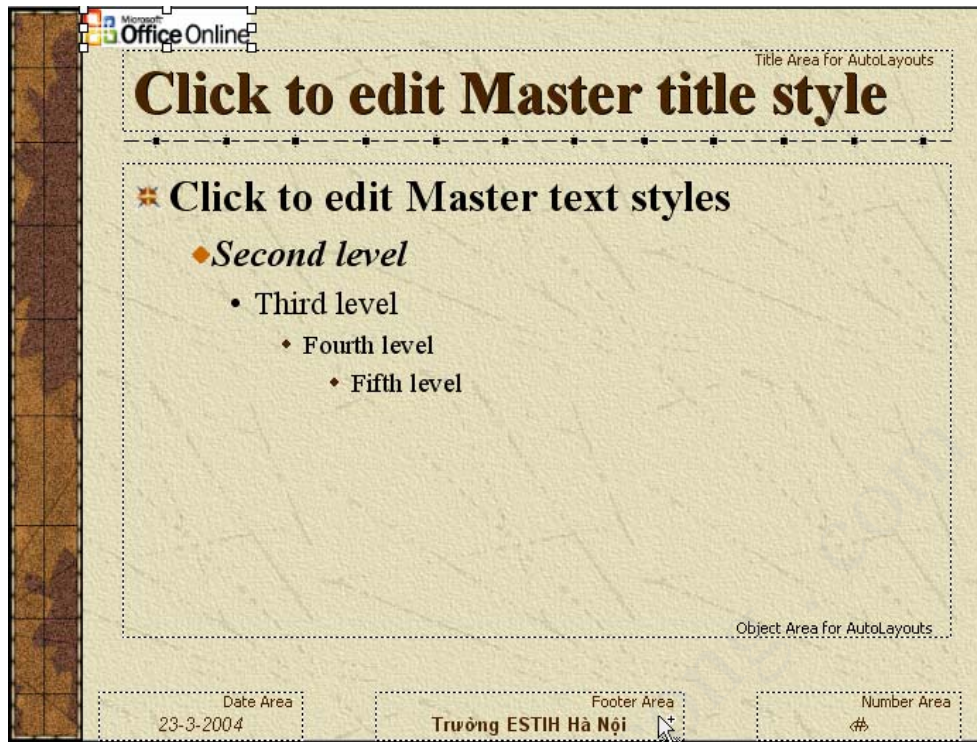 Microsoft
Office Online
Title Area for AutoLayouts
Click to edit Master title style
Click to edit Master text styles
Second level
Third level
Fourth level
Fifth level
Object Area for AutoLayouts
Date Area
23-3-2004
Footer Area
Trường ESTIH Hà Nội
Number Area
‹#›